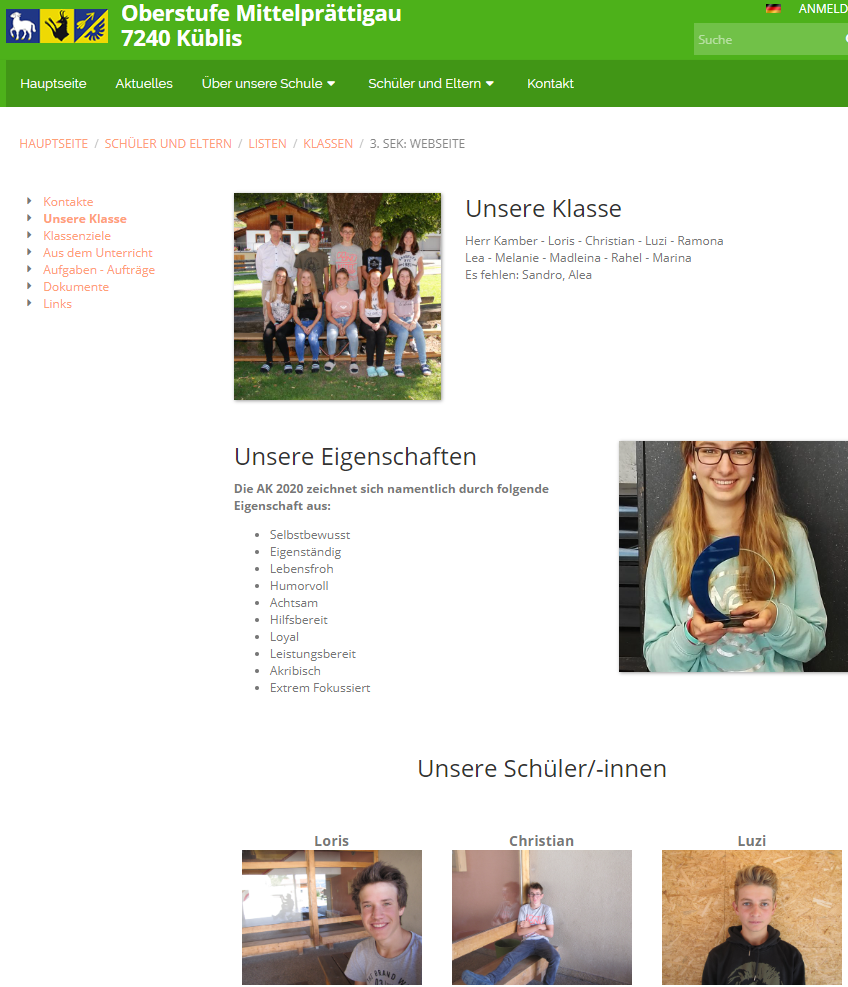 Oberstufe Mittelprättigau
7240 Küblis
ANMELD
Suche
Hauptseite Aktuelles Über unsere Schule Schüler und Eltern Kontakt
HAUPTSEITE / SCHÜLER UND ELTERN / LISTEN / KLASSEN / 3. SEK: WEBSEITE
Kontakte
Unsere Klasse
Klassenziele
Aus dem Unterricht
Aufgaben - Aufträge
Dokumente
Links
Unsere Klasse
Herr Kamber - Loris - Christian - Luzi - Ramona
Lea - Melanie - Madleina - Rahel - Marina
Es fehlen: Sandro, Alea
Unsere Eigenschaften
Die AK 2020 zeichnet sich namentlich durch folgende
Eigenschaft aus:
Selbstbewusst
Eigenständig
Lebensfroh
Humorvoll
Achtsam
Hilfsbereit
Loyal
Leistungsbereit
Akribisch
Extrem Fokussiert
Unsere Schüler/-innen
Loris Christian Luzi